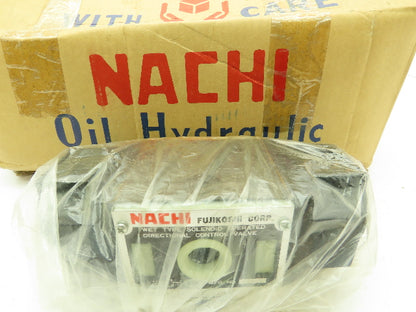 WITH CARE
NACHI
Oil Hydraulic
NACHI FUJIKOSHI CORP.
WET TYPE SOLENOID OPERATED
DIRECTIONAL CONTROL VALVE